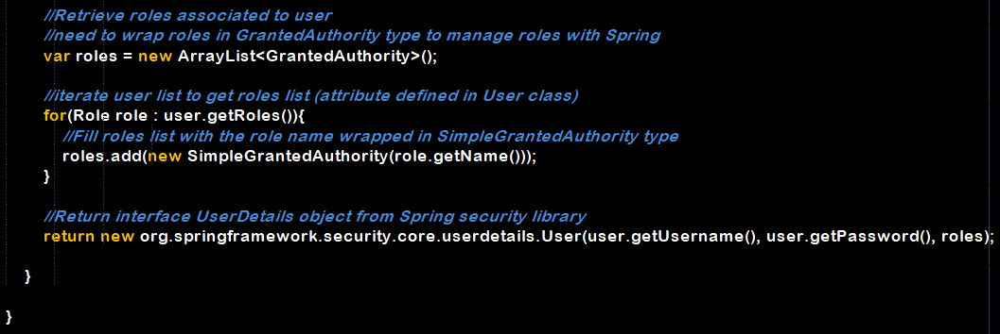 //Retrieve roles associated to user
//need to wrap roles in GrantedAuthority type to manage roles with Spring
var roles = new ArrayList<GrantedAuthority>();
//iterate user list to get roles list (attribute defined in User class)
for(Role role : user.getRoles()){
//Fill roles list with the role name wrapped in SimpleGrantedAuthority type
roles.add(new SimpleGrantedAuthority(role.getName()));
}
//Return interface UserDetails object from Spring security library
return new org.springframework.security.core.userdetails.User(user.getUsername(), user.getPassword(), roles);
}
}